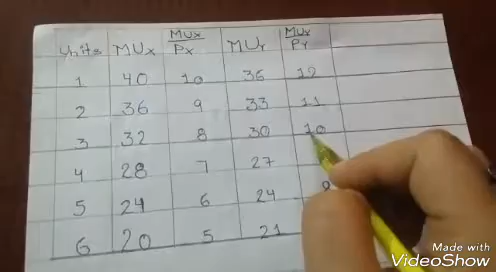 Units MUx MUx/Px MUy MUx/Py
1 40 10 36 12
2 36 9 33 11
3 32 8 30 10
4 28 7 27
5 24 6 24
6 20 5 21
Made with
VideoShow